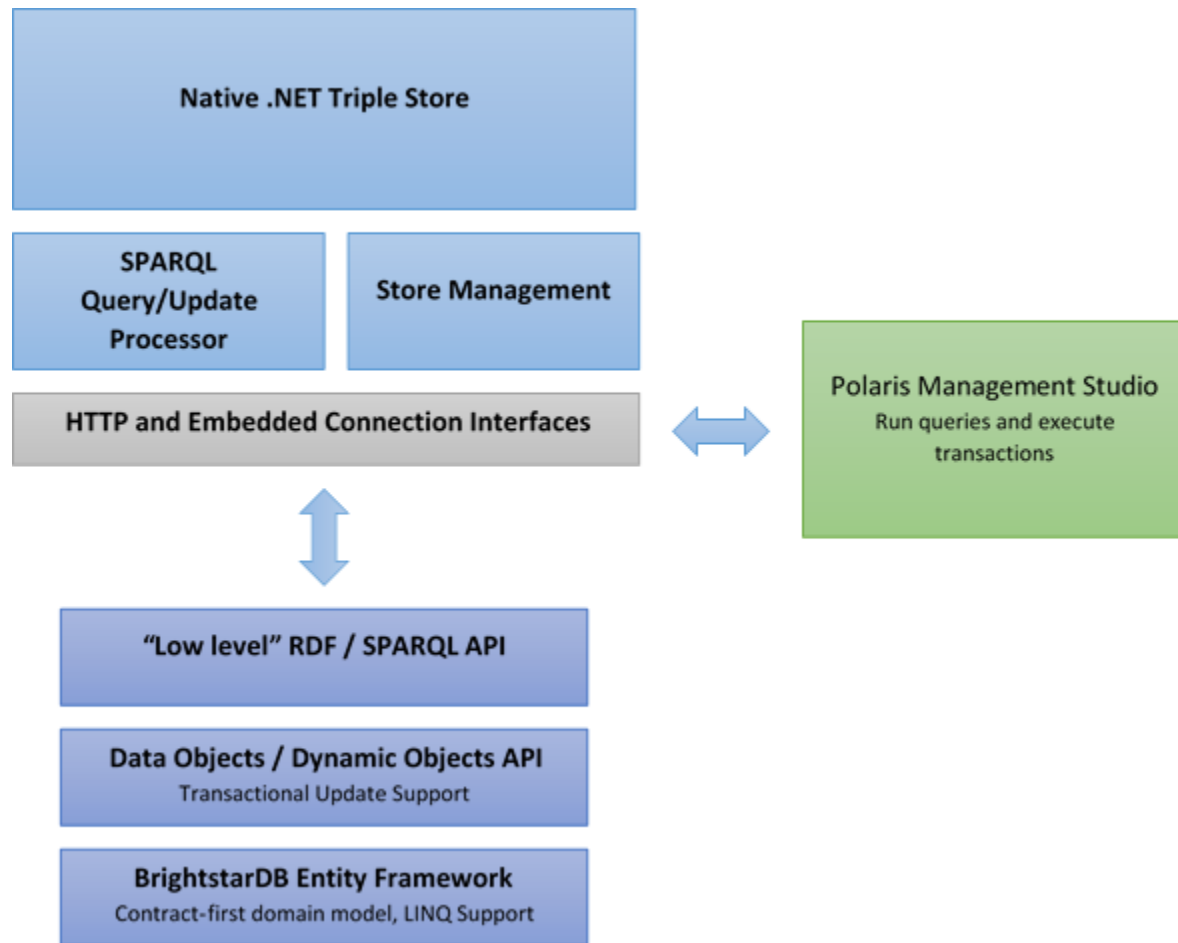 Native .NET Triple Store
SPARQL
Query/Update
Processor
Store Management
HTTP and Embedded Connection Interfaces
Polaris Management Studio
Run queries and execute
transactions
“Low level” RDF / SPARQL API
Data Objects / Dynamic Objects API
Transactional Update Support
BrightstarDB Entity Framework
Contract-first domain model, LINQ Support